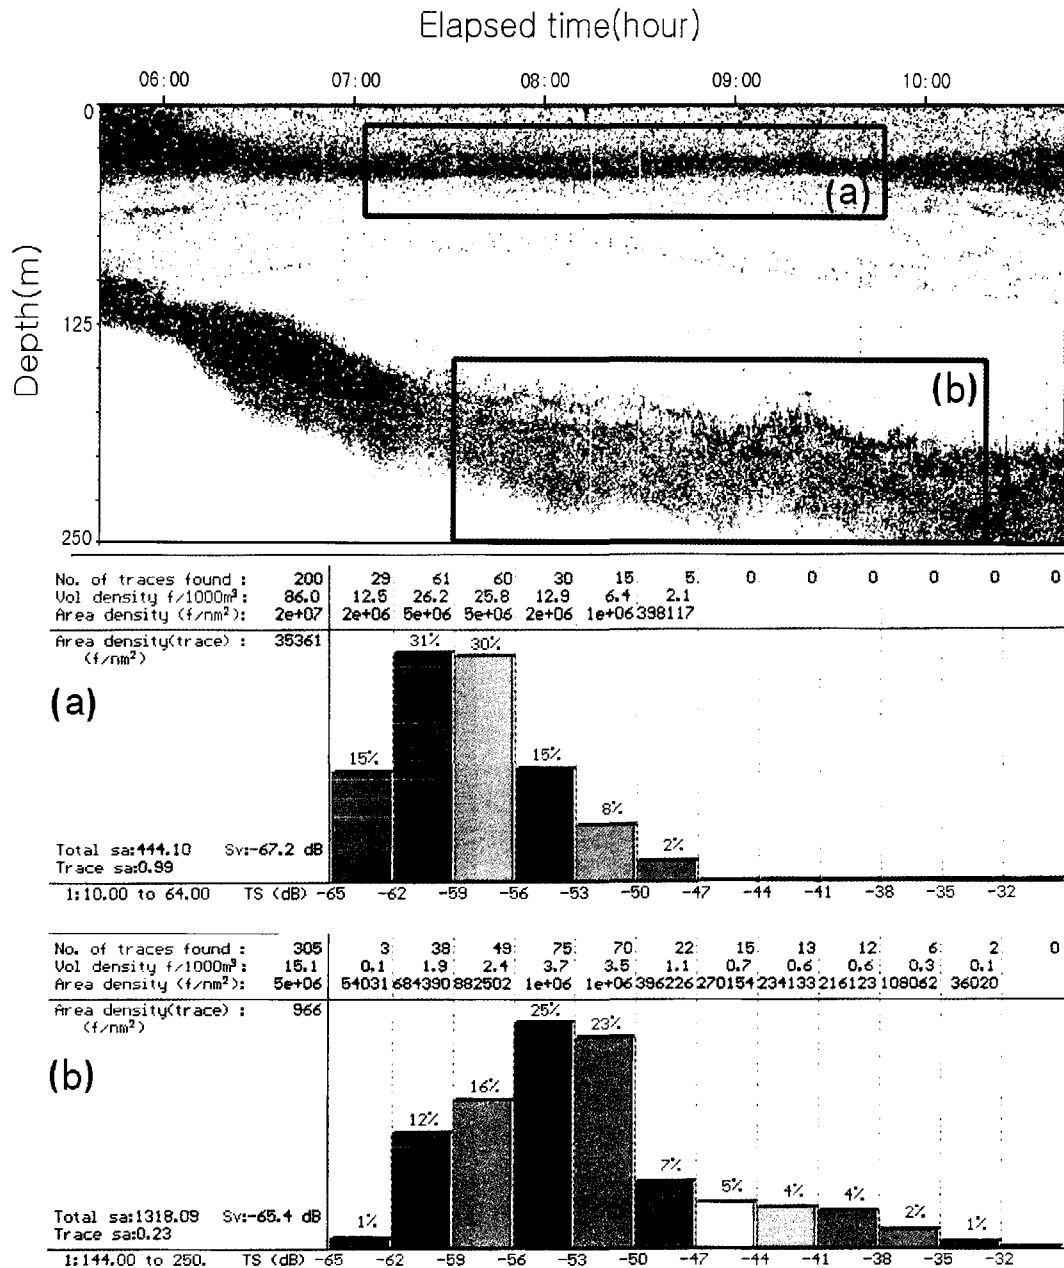 Elapsed time(hour)
06:00 07:00 08:00 09:00 10:00
0
(a)
Depth(m)
125
(b)
250
No. of traces found : 200 29 61 60 30 15 5 0 0 0 0 0 0
Vol density f/1000m³: 86.0 12.5 26.2 25.8 12.9 6.4 2.1
Area density (f/nm²): 2e+07 2e+06 5e+06 5e+06 2e+06 1e+06 398117
Area density(trace) : 35361
(f/nm²)
31% 30%
(a)
15% 15%
8%
2%
Total sa:444.10 Sv:-67.2 dB
Trace sa:0.99
1:10.00 to 64.00 TS (dB) -65 -62 -59 -56 -53 -50 -47 -44 -41 -38 -35 -32
No. of traces found : 305 3 38 49 75 70 22 15 13 12 6 2 0
Vol density f/1000m³: 15.1 0.1 1.9 2.4 3.7 3.5 1.1 0.7 0.6 0.6 0.3 0.1
Area density (f/nm²): 5e+06 54031 684390 882502 1e+06 1e+06 396226 270154 234133 216123 108062 36020
Area density(trace) : 966
(f/nm²)
25% 23%
(b)
16%
12%
7%
5% 4% 4%
2%
1% 1%
Total sa:1318.09 Sv:-65.4 dB
Trace sa:0.23
1:144.00 to 250. TS (dB) -65 -62 -59 -56 -53 -50 -47 -44 -41 -38 -35 -32